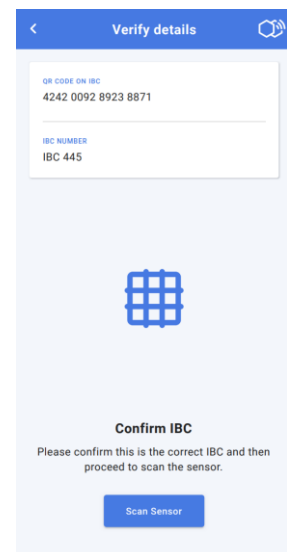 Verify details
QR CODE ON IBC
4242 0092 8923 8871
IBC NUMBER
IBC 445
Confirm IBC
Please confirm this is the correct IBC and then
proceed to scan the sensor.
Scan Sensor